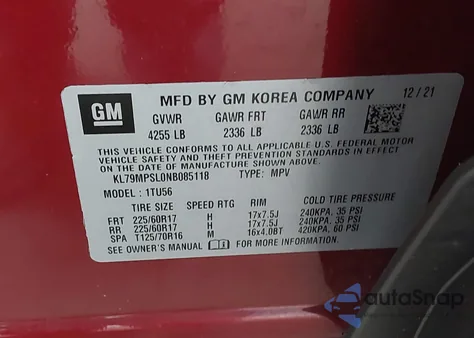 GM
MFD BY GM KOREA COMPANY 12/21
GVWR GAWR FRT GAWR RR
4255 LB 2336 LB 2336 LB
THIS VEHICLE CONFORMS TO ALL APPLICABLE U.S. FEDERAL MOTOR
VEHICLE SAFETY, BUMPER, AND THEFT PREVENTION STANDARDS IN EFFECT
ON THE DATE OF MANUFACTURE SHOWN ABOVE.
KL79MPSL0NB085118 TYPE: MPV
MODEL: 1TU56
TIRE SIZE SPEED RTG RIM COLD TIRE PRESSURE
FRT 225/60R17 H 17x7.5J 240KPA, 35 PSI
RR 225/60R17 H 17x7.5J 240KPA, 35 PSI
SPA T125/70R16 M 16x4.0BT 420KPA, 60 PSI
SEE OWNER'S MANUAL FOR MORE INFORMATION.
autoSnap